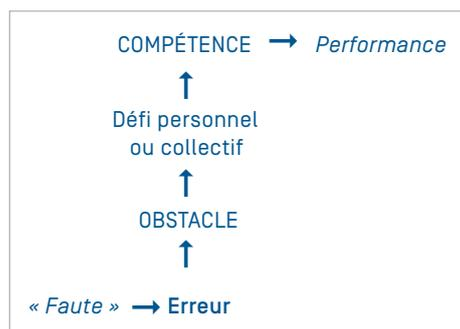 COMPÉTENCE → Performance
Défi personnel
ou collectif
OBSTACLE
« Faute » → Erreur